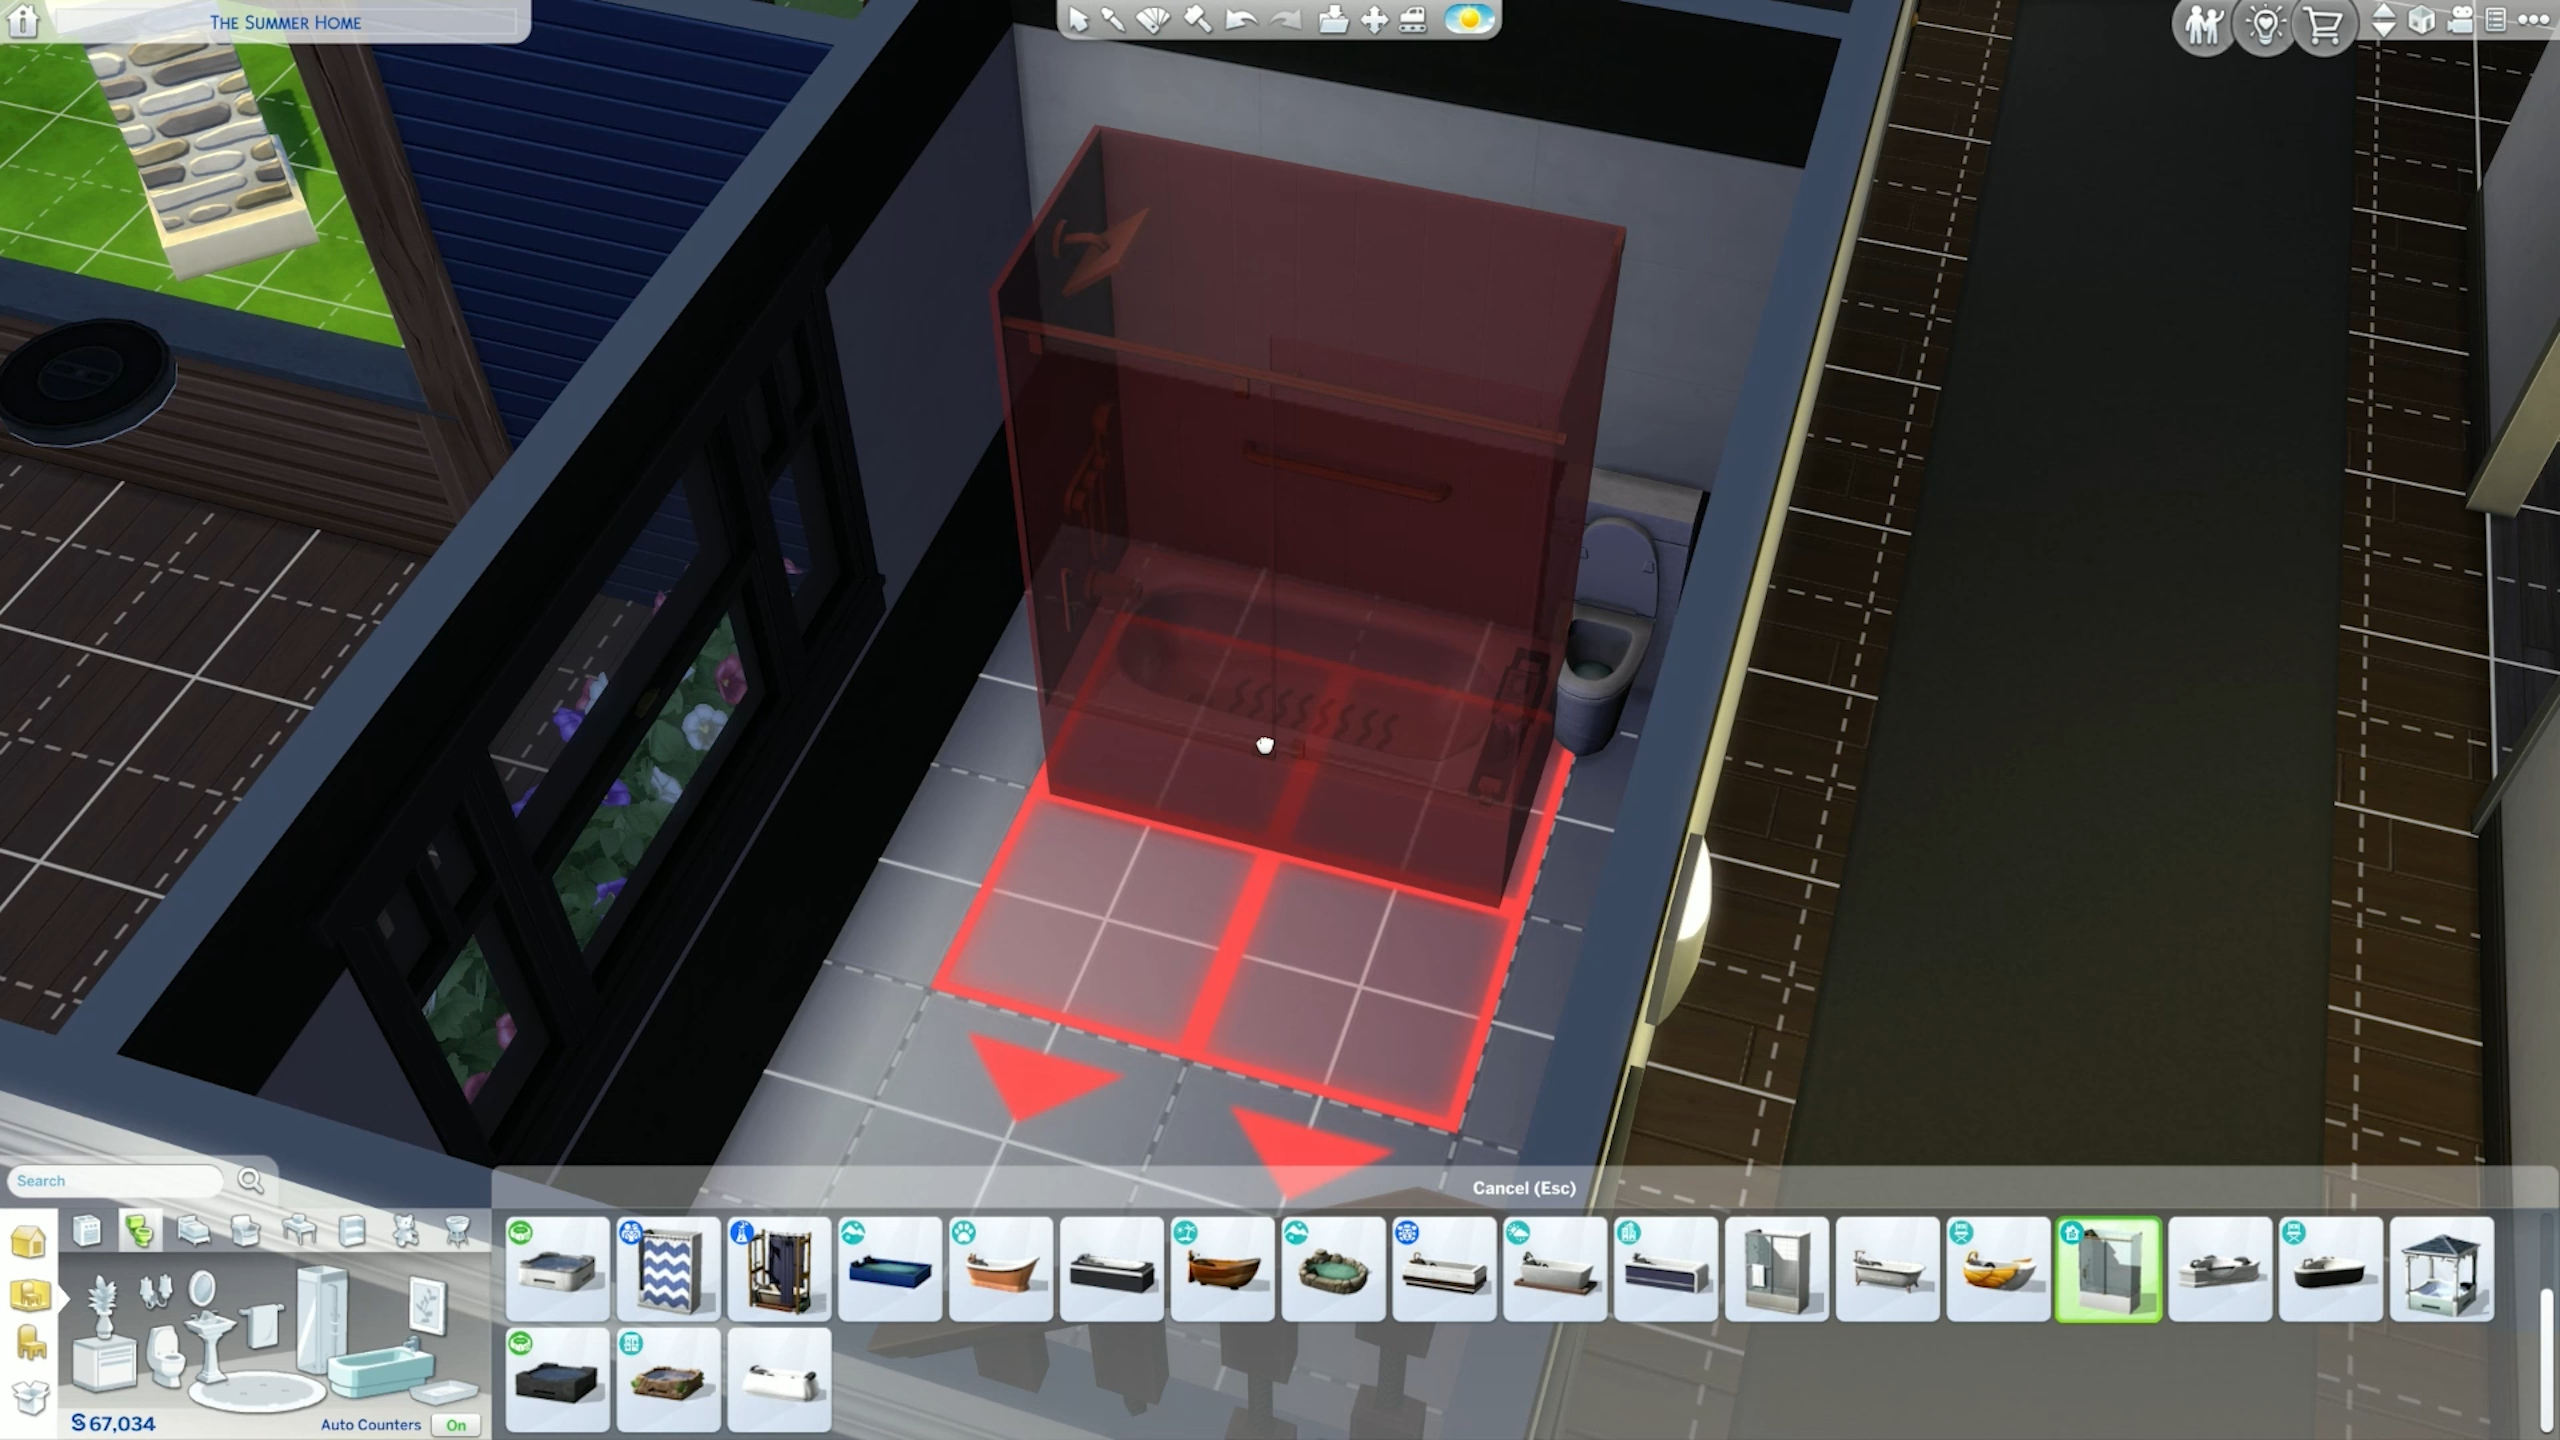 THE SUMMER HOME
Cancel (Esc)
Search
§67,034
Auto Counters
On